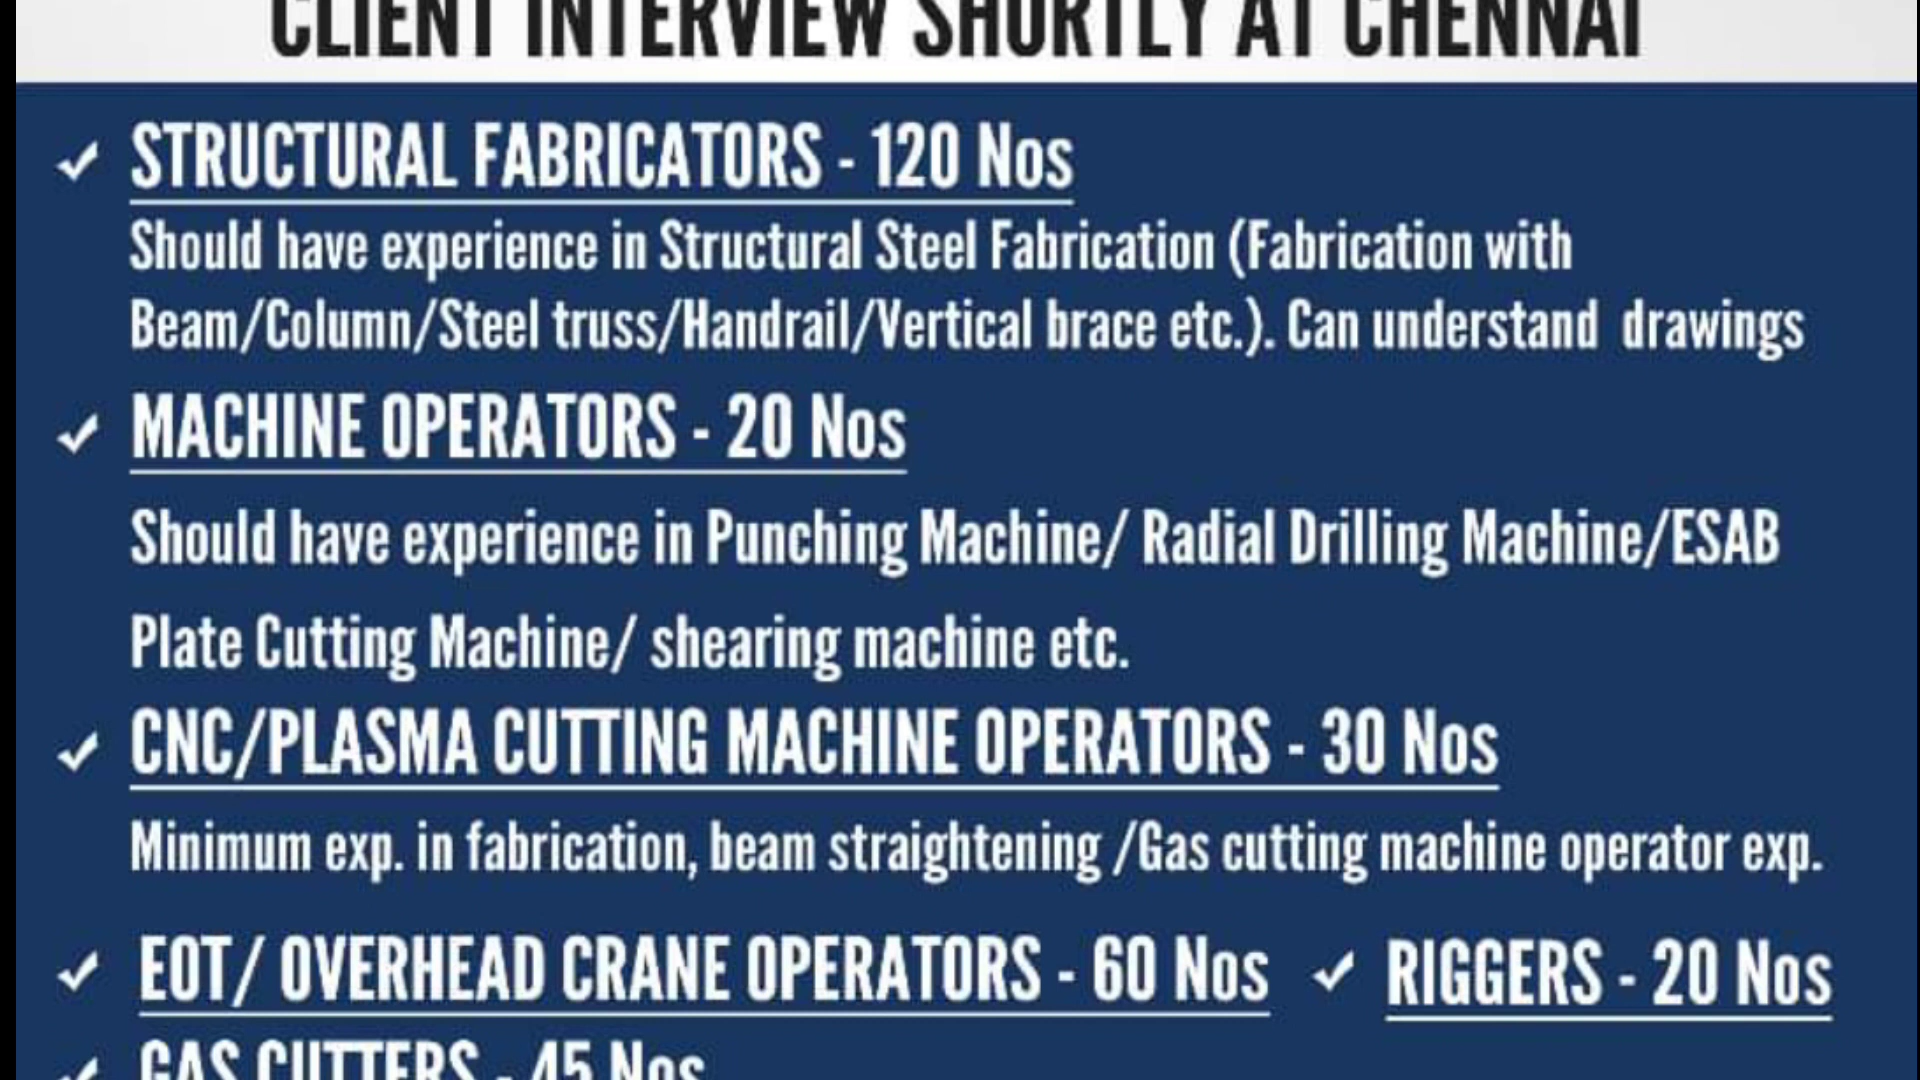 CLIENT INTERVIEW SHORTLY AT CHENNAI
✓ STRUCTURAL FABRICATORS - 120 Nos
Should have experience in Structural Steel Fabrication (Fabrication with
Beam/Column/Steel truss/Handrail/Vertical brace etc.). Can understand drawings
✓ MACHINE OPERATORS - 20 Nos
Should have experience in Punching Machine/ Radial Drilling Machine/ESAB
Plate Cutting Machine/ shearing machine etc.
✓ CNC/PLASMA CUTTING MACHINE OPERATORS - 30 Nos
Minimum exp. in fabrication, beam straightening /Gas cutting machine operator exp.
✓ EOT/ OVERHEAD CRANE OPERATORS - 60 Nos ✓ RIGGERS - 20 Nos
✓ GAS CUTTERS - 45 Nos